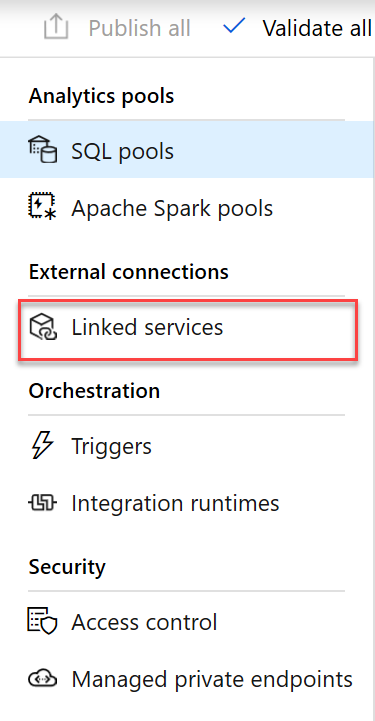 Publish all Validate all
Analytics pools
SQL pools
Apache Spark pools
External connections
Linked services
Orchestration
Triggers
Integration runtimes
Security
Access control
Managed private endpoints